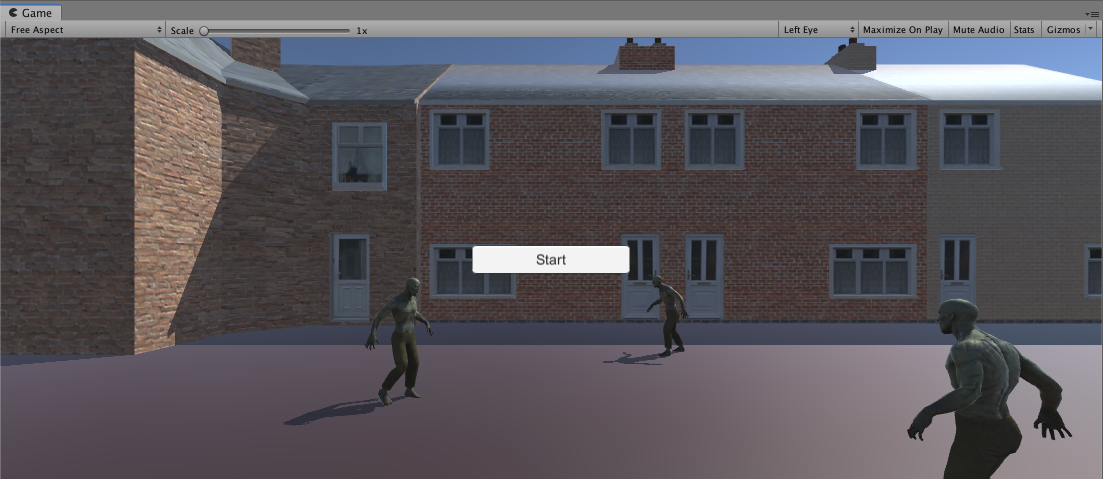 Game
Free Aspect Scale 1x Left Eye Maximize On Play Mute Audio Stats Gizmos
Start